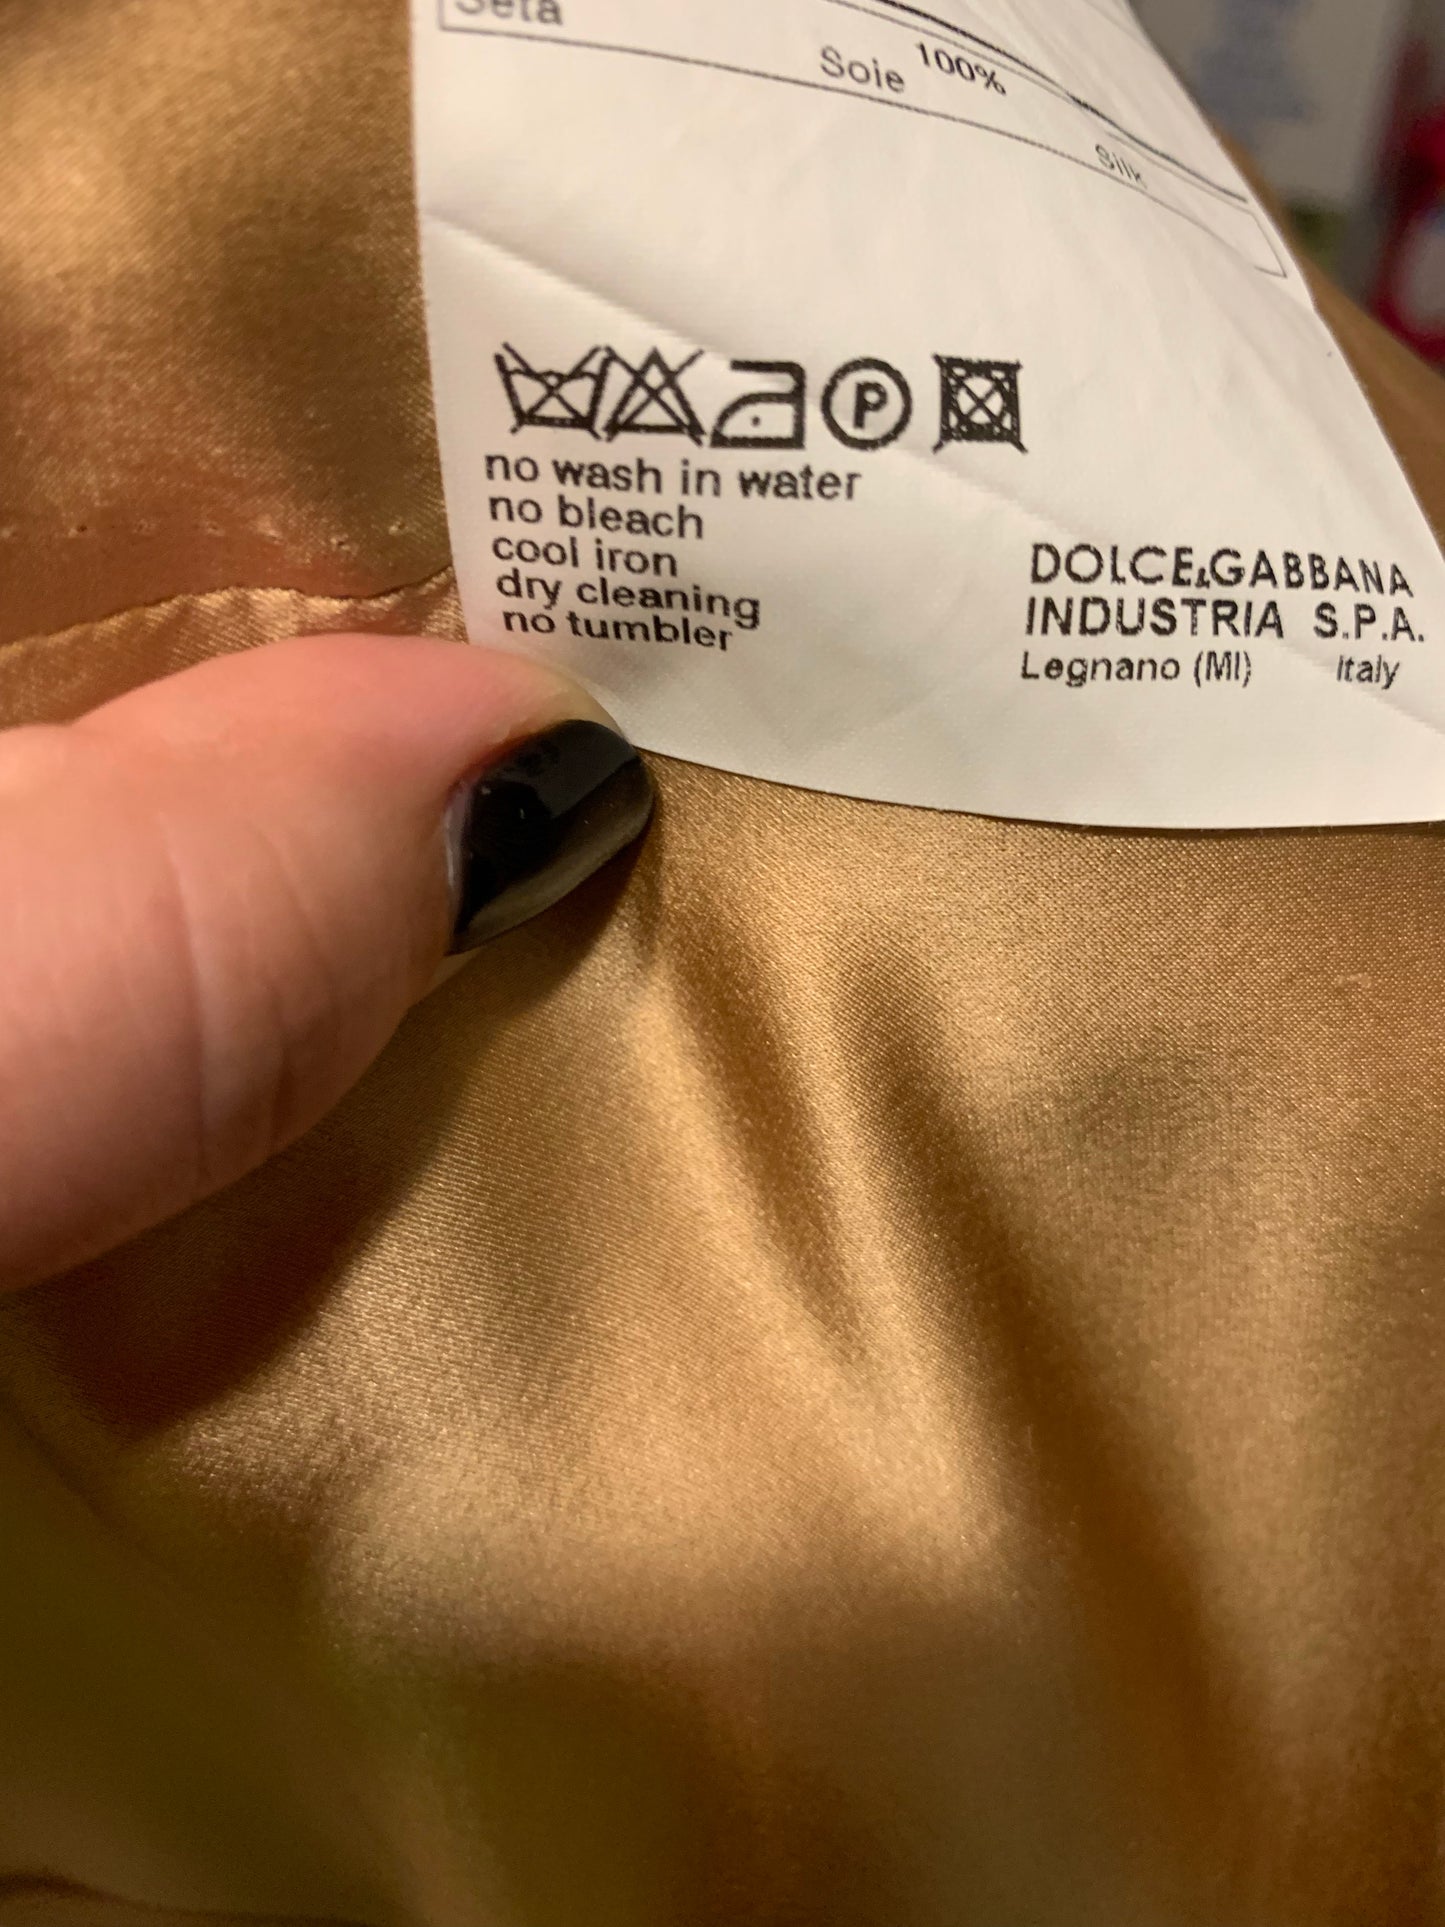 Seta
Soie 100%
Silk
P
no wash in water
no bleach
cool iron
dry cleaning
no tumbler
DOLCE&GABBANA
INDUSTRIA S.P.A.
Legnano (MI) Italy